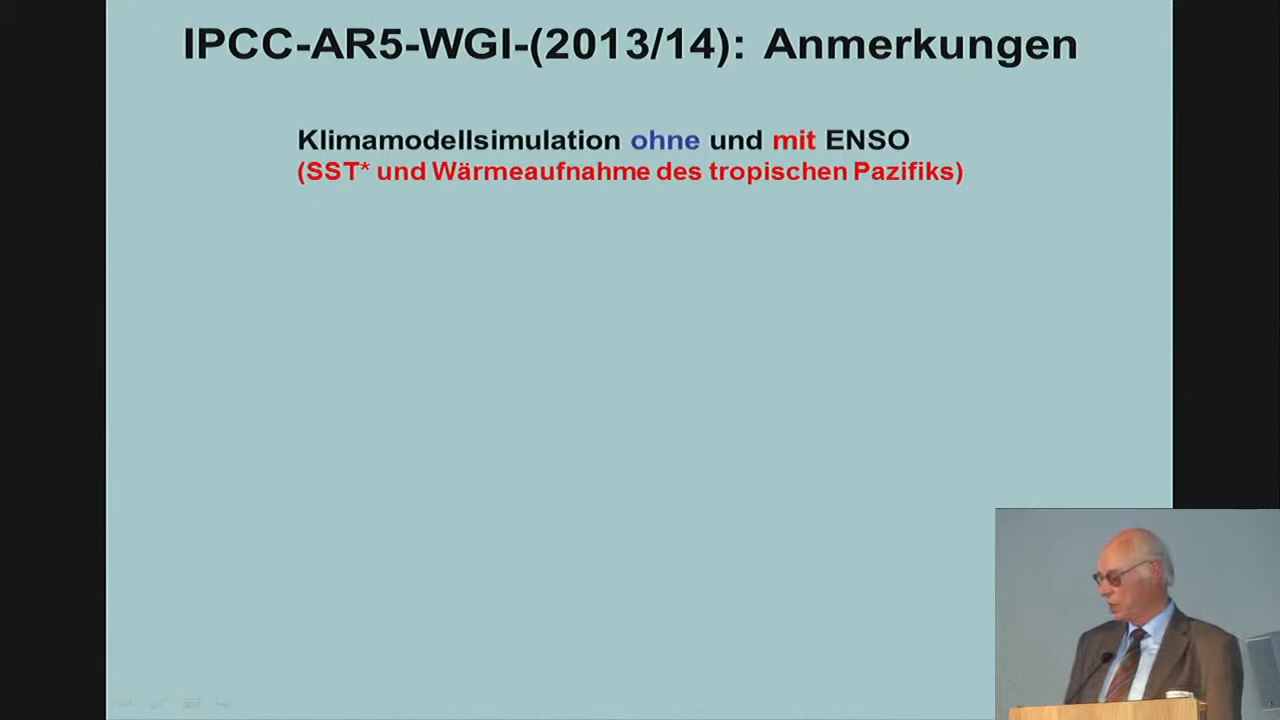 IPCC-AR5-WGI-(2013/14): Anmerkungen
Klimamodellsimulation ohne und mit ENSO
(SST* und Wärmeaufnahme des tropischen Pazifiks)